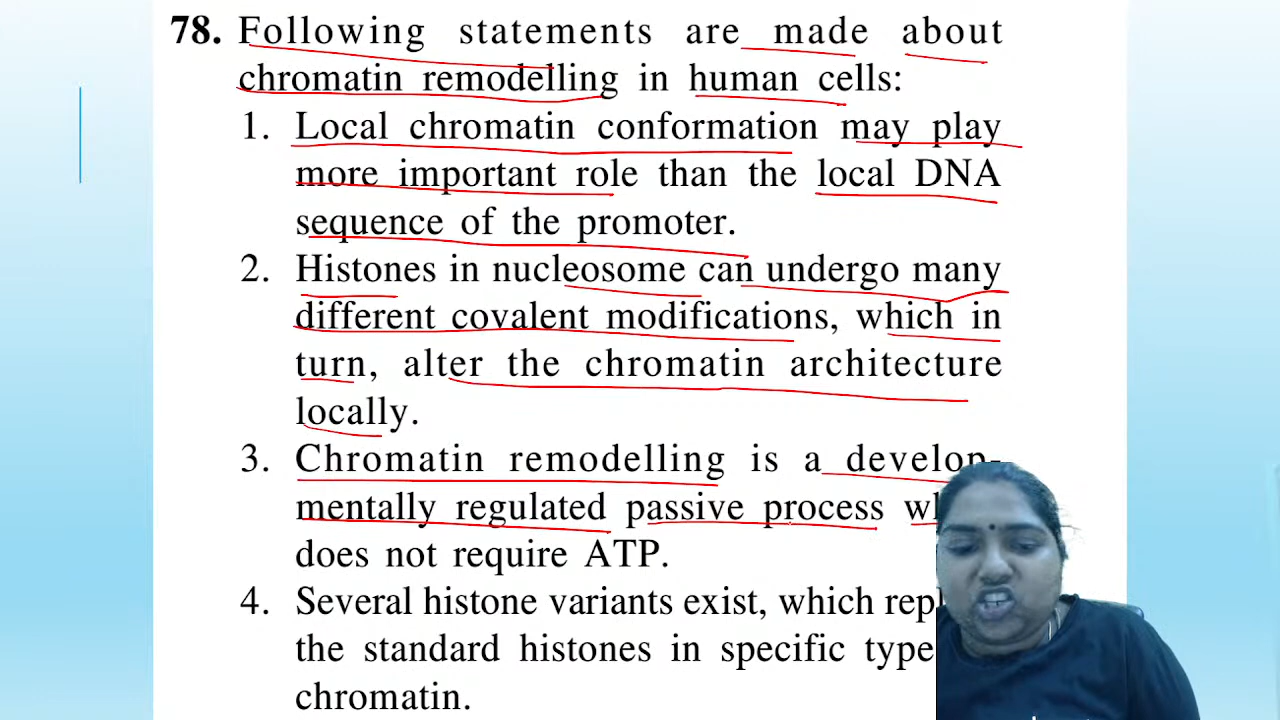 78. Following statements are made about
chromatin remodelling in human cells:
1. Local chromatin conformation may play
more important role than the local DNA
sequence of the promoter.
2. Histones in nucleosome can undergo many
different covalent modifications, which in
turn, alter the chromatin architecture
locally.
3. Chromatin remodelling is a develop-
mentally regulated passive process
does not require ATP.
4. Several histone variants exist, which
the standard histones in specific
chromatin.